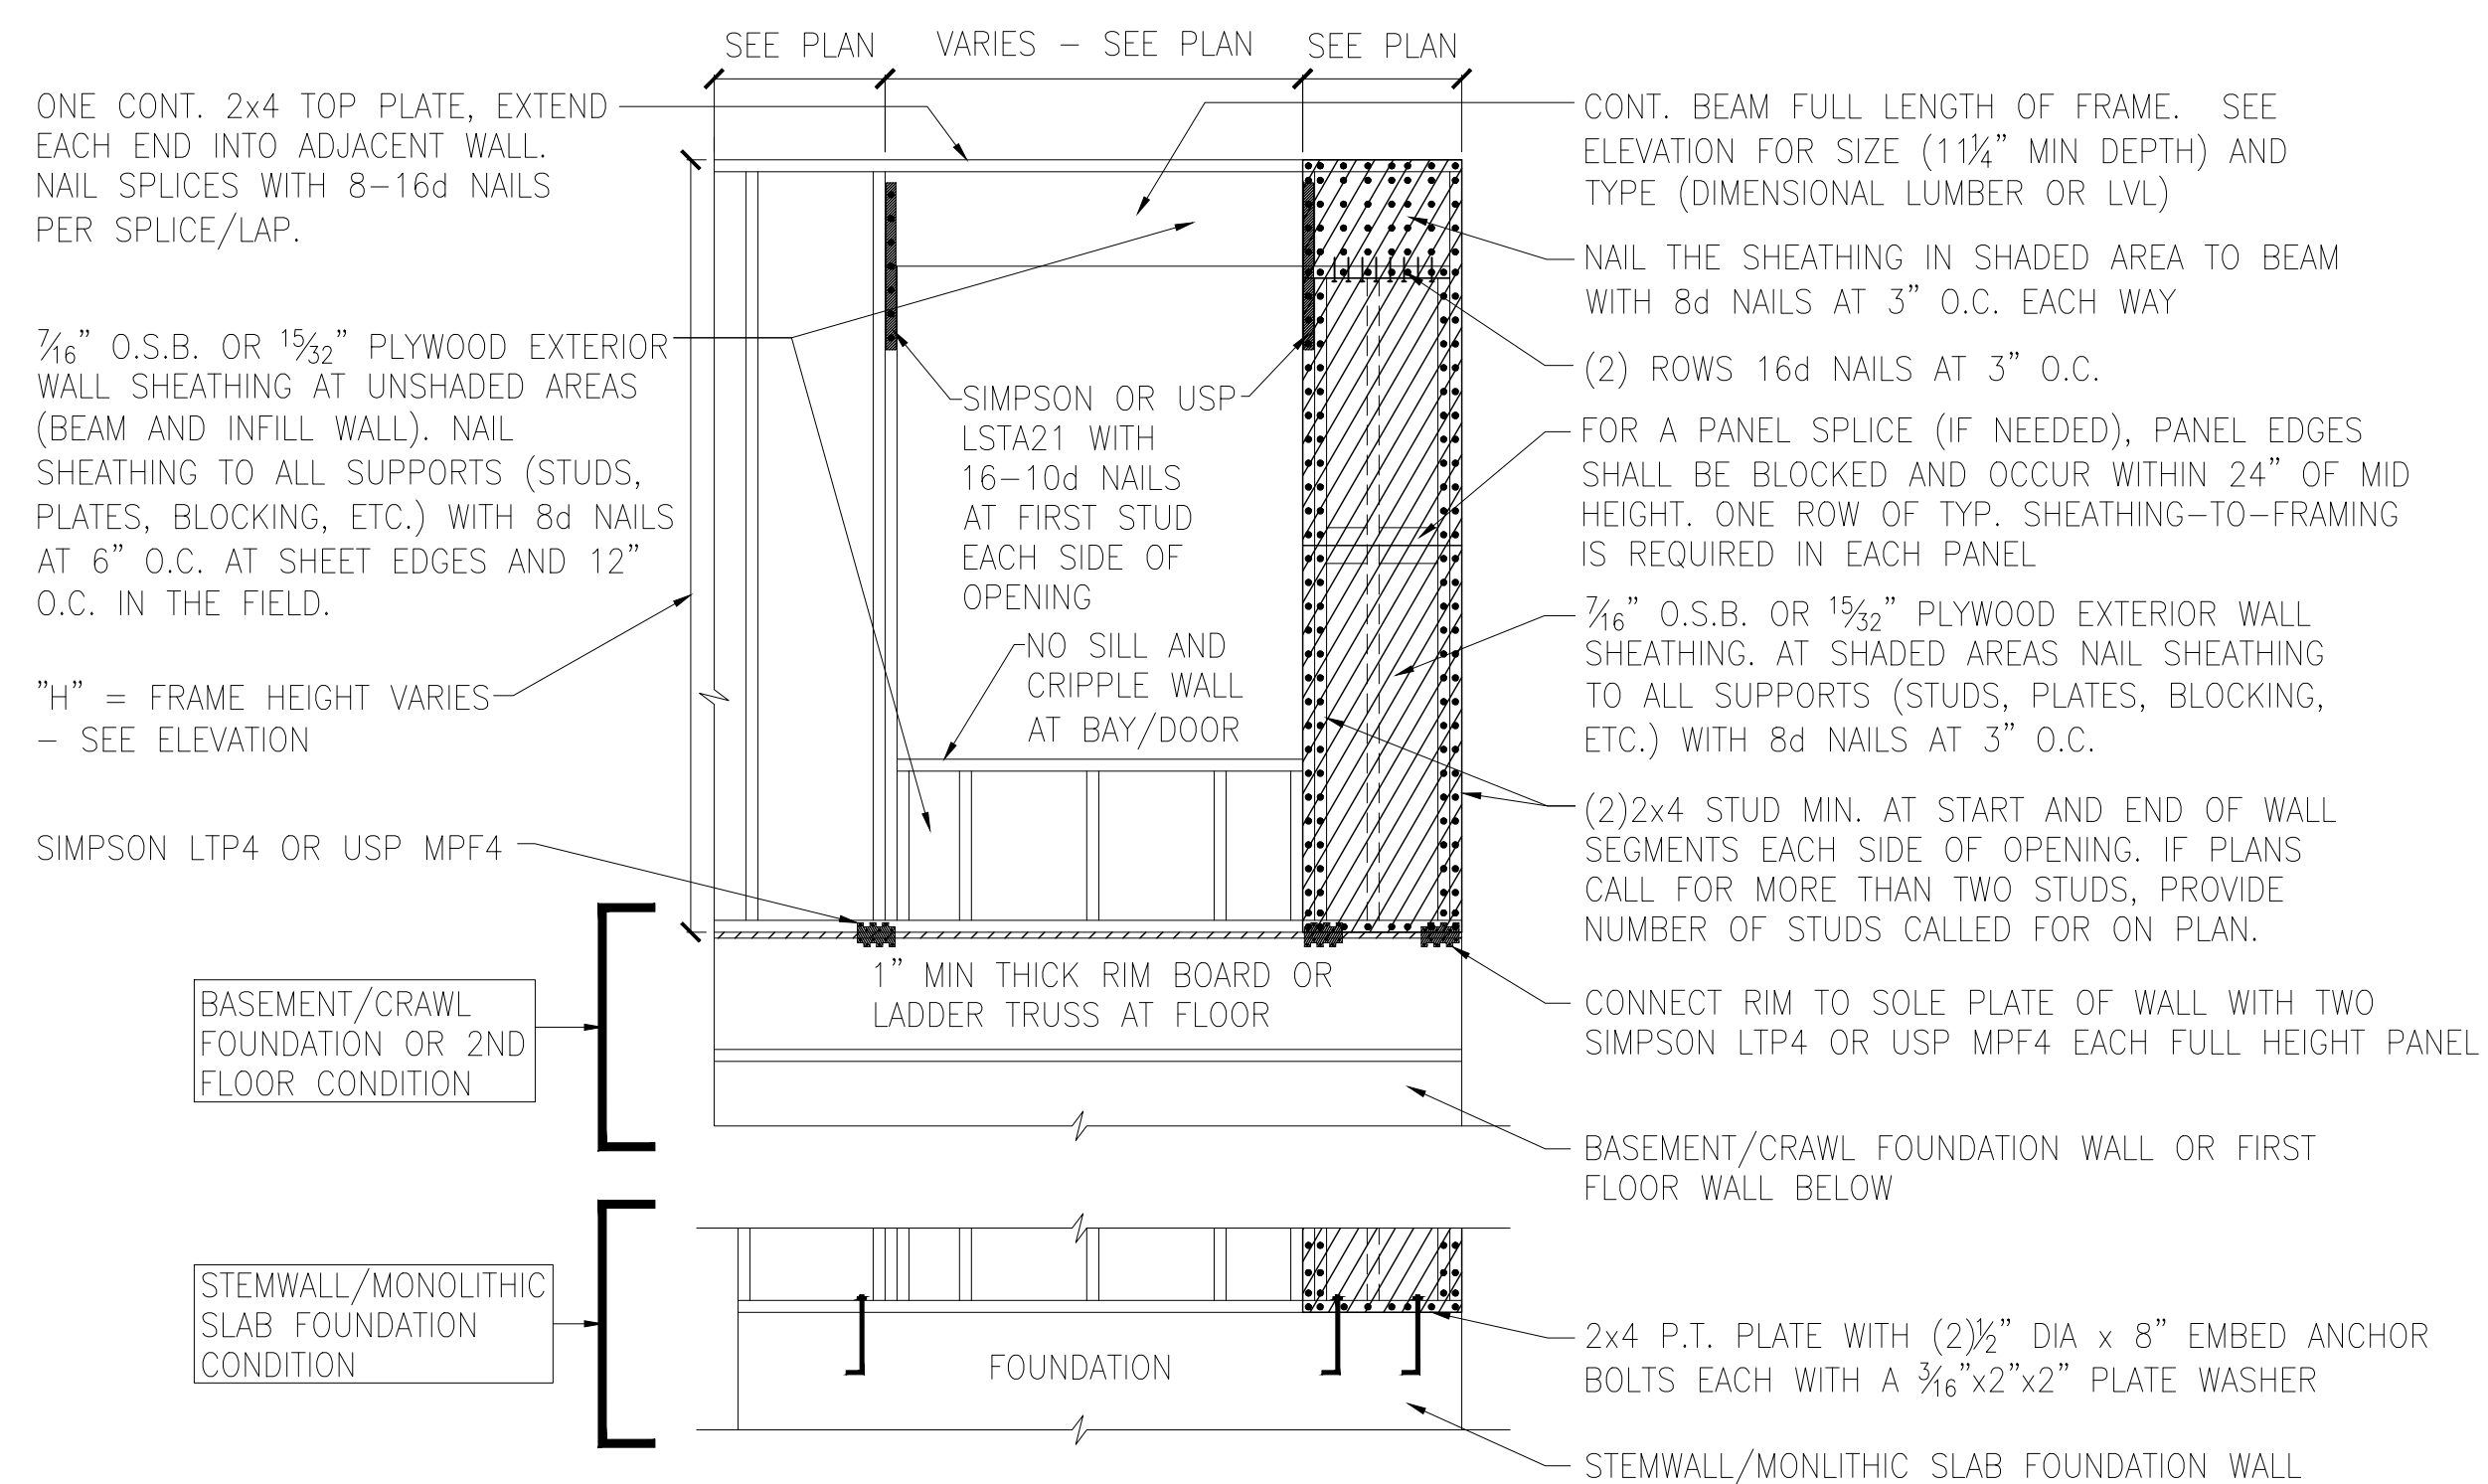 SEE PLAN
VARIES – SEE PLAN
SEE PLAN
ONE CONT. 2x4 TOP PLATE, EXTEND
EACH END INTO ADJACENT WALL.
NAIL SPLICES WITH 8–16d NAILS
PER SPLICE/LAP.
7/16" O.S.B. OR 15/32" PLYWOOD EXTERIOR
WALL SHEATHING AT UNSHADED AREAS
(BEAM AND INFILL WALL). NAIL
SHEATHING TO ALL SUPPORTS (STUDS,
PLATES, BLOCKING, ETC.) WITH 8d NAILS
AT 6" O.C. AT SHEET EDGES AND 12"
O.C. IN THE FIELD.
"H" = FRAME HEIGHT VARIES
– SEE ELEVATION
SIMPSON LTP4 OR USP MPF4
BASEMENT/CRAWL
FOUNDATION OR 2ND
FLOOR CONDITION
STEMWALL/MONOLITHIC
SLAB FOUNDATION
CONDITION
SIMPSON OR USP
LSTA21 WITH
16–10d NAILS
AT FIRST STUD
EACH SIDE OF
OPENING
NO SILL AND
CRIPPLE WALL
AT BAY/DOOR
1" MIN THICK RIM BOARD OR
LADDER TRUSS AT FLOOR
FOUNDATION
CONT. BEAM FULL LENGTH OF FRAME. SEE
ELEVATION FOR SIZE (11 1/4" MIN DEPTH) AND
TYPE (DIMENSIONAL LUMBER OR LVL)
NAIL THE SHEATHING IN SHADED AREA TO BEAM
WITH 8d NAILS AT 3" O.C. EACH WAY
(2) ROWS 16d NAILS AT 3" O.C.
FOR A PANEL SPLICE (IF NEEDED), PANEL EDGES
SHALL BE BLOCKED AND OCCUR WITHIN 24" OF MID
HEIGHT. ONE ROW OF TYP. SHEATHING–TO–FRAMING
IS REQUIRED IN EACH PANEL
7/16" O.S.B. OR 15/32" PLYWOOD EXTERIOR WALL
SHEATHING. AT SHADED AREAS NAIL SHEATHING
TO ALL SUPPORTS (STUDS, PLATES, BLOCKING,
ETC.) WITH 8d NAILS AT 3" O.C.
(2)2x4 STUD MIN. AT START AND END OF WALL
SEGMENTS EACH SIDE OF OPENING. IF PLANS
CALL FOR MORE THAN TWO STUDS, PROVIDE
NUMBER OF STUDS CALLED FOR ON PLAN.
CONNECT RIM TO SOLE PLATE OF WALL WITH TWO
SIMPSON LTP4 OR USP MPF4 EACH FULL HEIGHT PANEL
BASEMENT/CRAWL FOUNDATION WALL OR FIRST
FLOOR WALL BELOW
2x4 P.T. PLATE WITH (2)1/2" DIA x 8" EMBED ANCHOR
BOLTS EACH WITH A 3/16"x2"x2" PLATE WASHER
STEMWALL/MONLITHIC SLAB FOUNDATION WALL